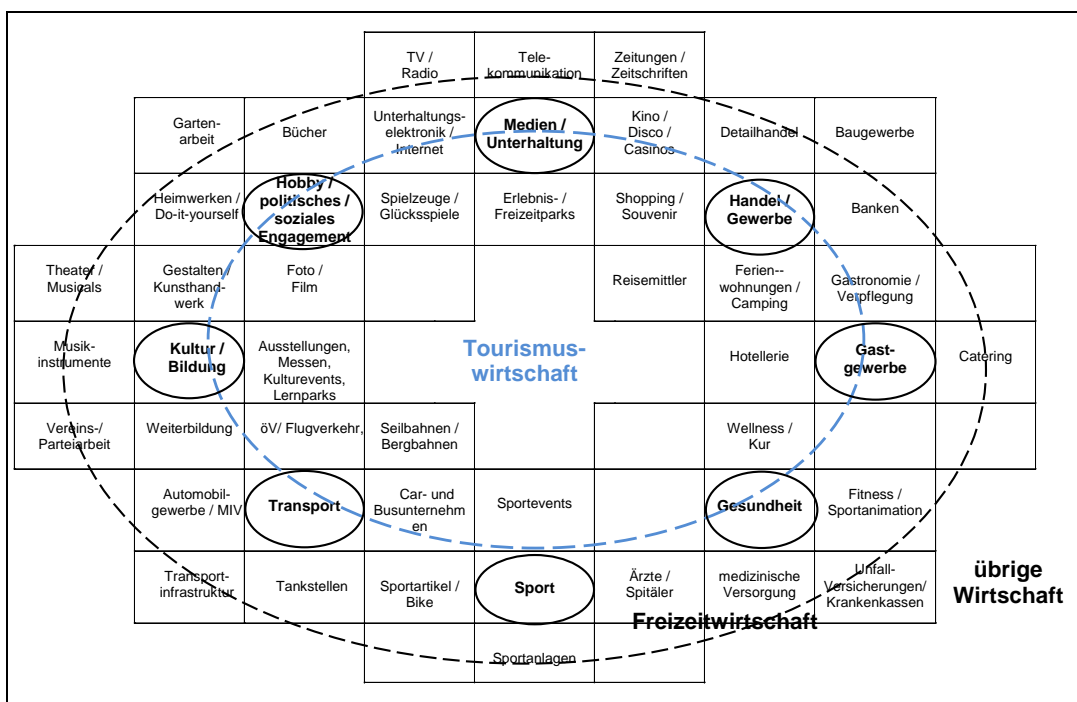 TV /
Radio
Tele-
kommunikation
Zeitungen /
Zeitschriften
Garten-
arbeit
Bücher
Unterhaltungs-
elektronik /
Internet
Medien /
Unterhaltung
Kino /
Disco /
Casinos
Detailhandel
Baugewerbe
Heimwerken /
Do-it-yourself
Hobby /
politisches /
soziales
Engagement
Spielzeuge /
Glücksspiele
Erlebnis- /
Freizeitparks
Shopping /
Souvenir
Handel /
Gewerbe
Banken
Theater /
Musicals
Gestalten /
Kunsthand-
werk
Foto /
Film
Reisemittler
Ferien--
wohnungen /
Camping
Gastronomie /
Verpflegung
Musik-
instrumente
Kultur /
Bildung
Ausstellungen,
Messen,
Kulturevents,
Lernparks
Tourismus-
wirtschaft
Hotellerie
Gast-
gewerbe
Catering
Vereins-/
Parteiarbeit
Weiterbildung
öV/ Flugverkehr,
Seilbahnen /
Bergbahnen
Wellness /
Kur
Automobil-
gewerbe / MIV
Transport
Car- und
Busunternehm
en
Sportevents
Gesundheit
Fitness /
Sportanimation
Transport-
infrastruktur
Tankstellen
Sportartikel /
Bike
Sport
Ärzte /
Spitäler
medizinische
Versorgung
Unfall-
Versicherungen/
Krankenkassen
übrige
Wirtschaft
Freizeitwirtschaft
Sportanlagen